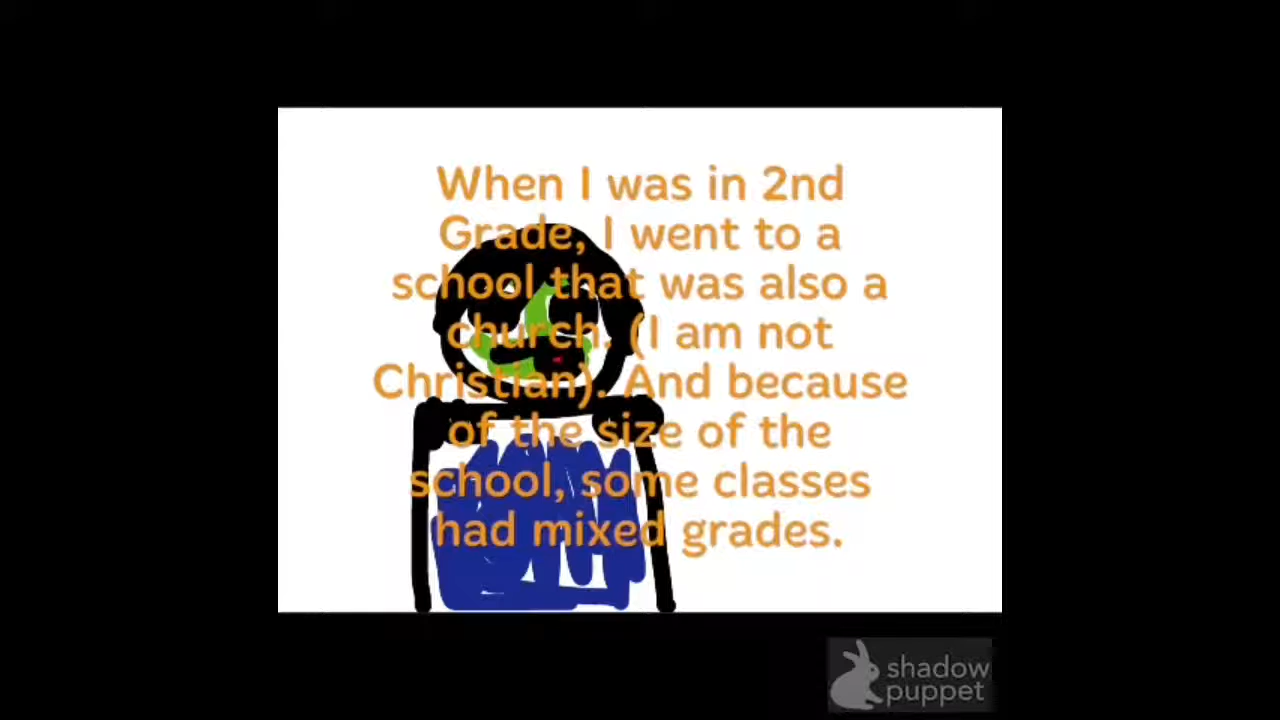 When I was in 2nd
Grade, I went to a
school that was also a
church. (I am not
Christian). And because
of the size of the
school, some classes
had mixed grades.
shadow
puppet